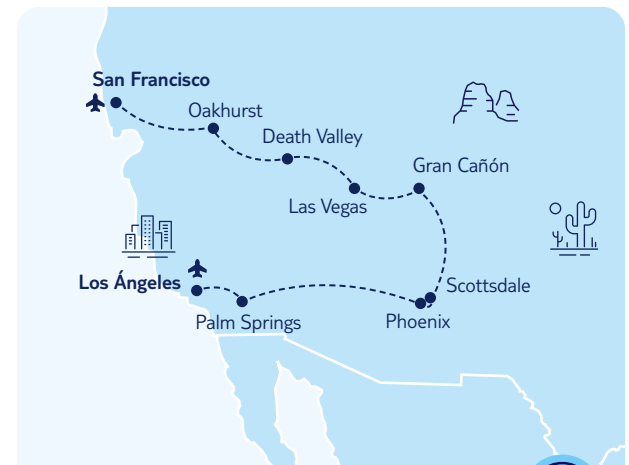 San Francisco
Oakhurst
Death Valley
Gran Cañón
Las Vegas
Los Ángeles
Scottsdale
Palm Springs
Phoenix